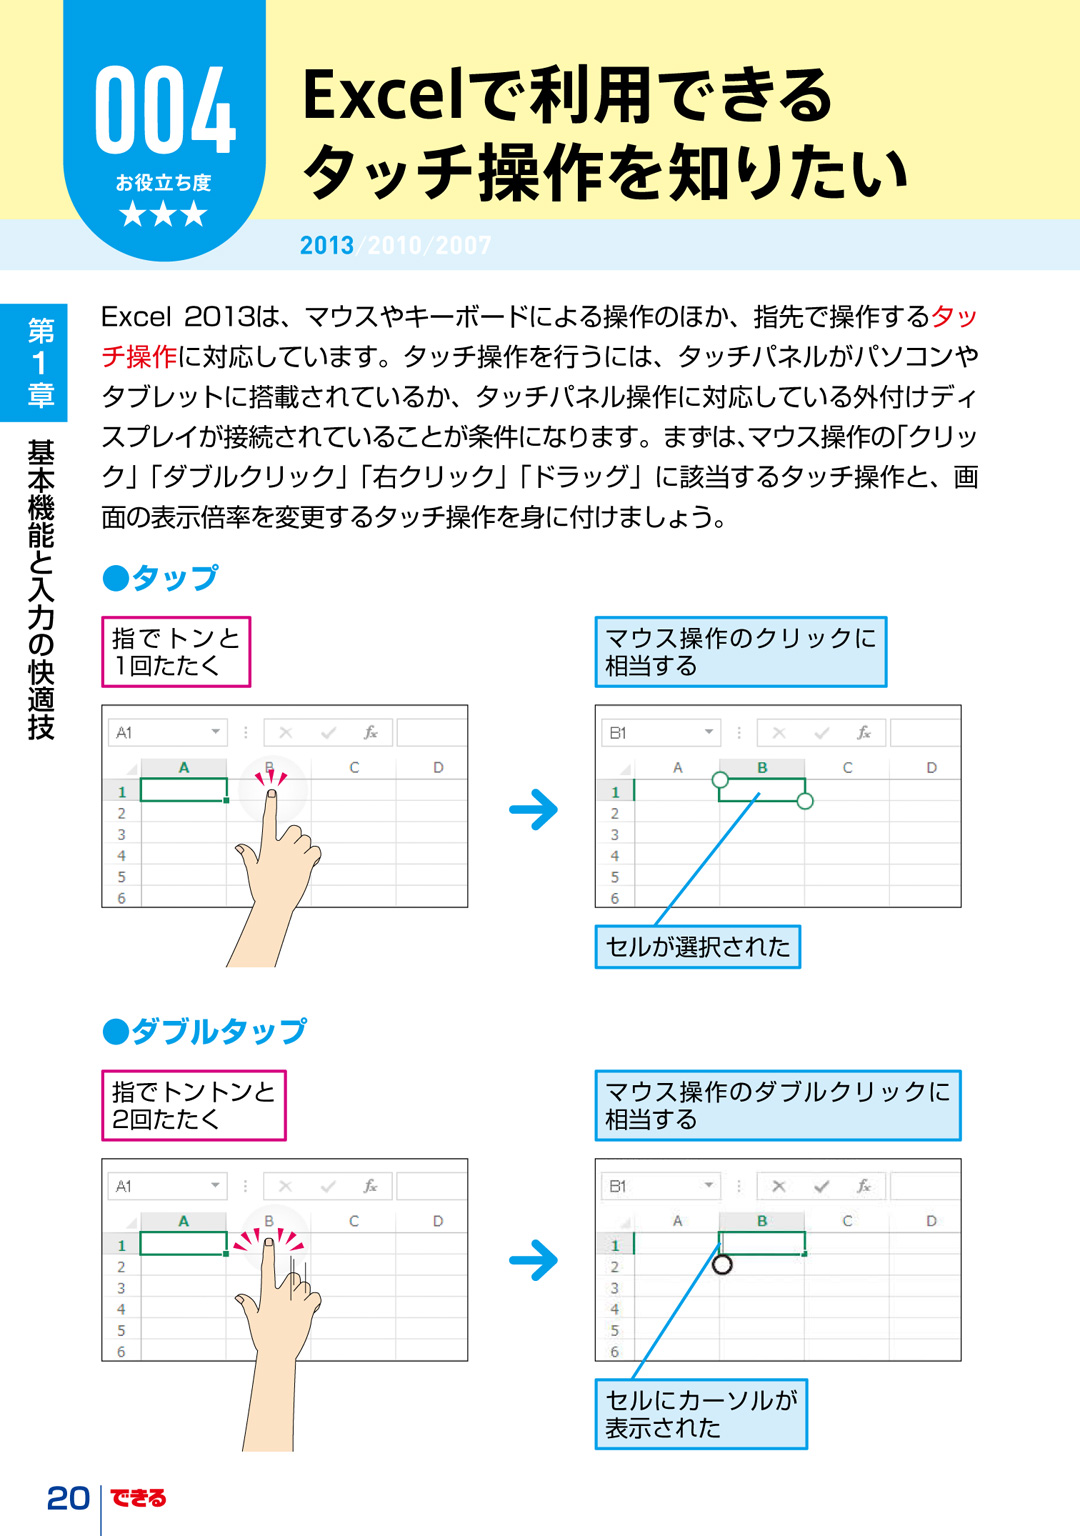 004
お役立ち度
★★★
Excelで利用できる
タッチ操作を知りたい
2013/2010/2007
第1章
基本機能と入力の快適技
Excel 2013は、マウスやキーボードによる操作のほか、指先で操作するタッ
チ操作に対応しています。タッチ操作を行うには、タッチパネルがパソコンや
タブレットに搭載されているか、タッチパネル操作に対応している外付けディ
スプレイが接続されていることが条件になります。まずは、マウス操作の「クリッ
ク」「ダブルクリック」「右クリック」「ドラッグ」に該当するタッチ操作と、画
面の表示倍率を変更するタッチ操作を身に付けましょう。
●タップ
指でトンと
1回たたく
A1
fx
A B C D
1
2
3
4
5
6
マウス操作のクリックに
相当する
B1
fx
A B C D
1
2
3
4
5
6
セルが選択された
●ダブルタップ
指でトントンと
2回たたく
A1
fx
A B C D
1
2
3
4
5
6
マウス操作のダブルクリックに
相当する
B1
fx
A B C D
1
2
3
4
5
6
セルにカーソルが
表示された
20
できる